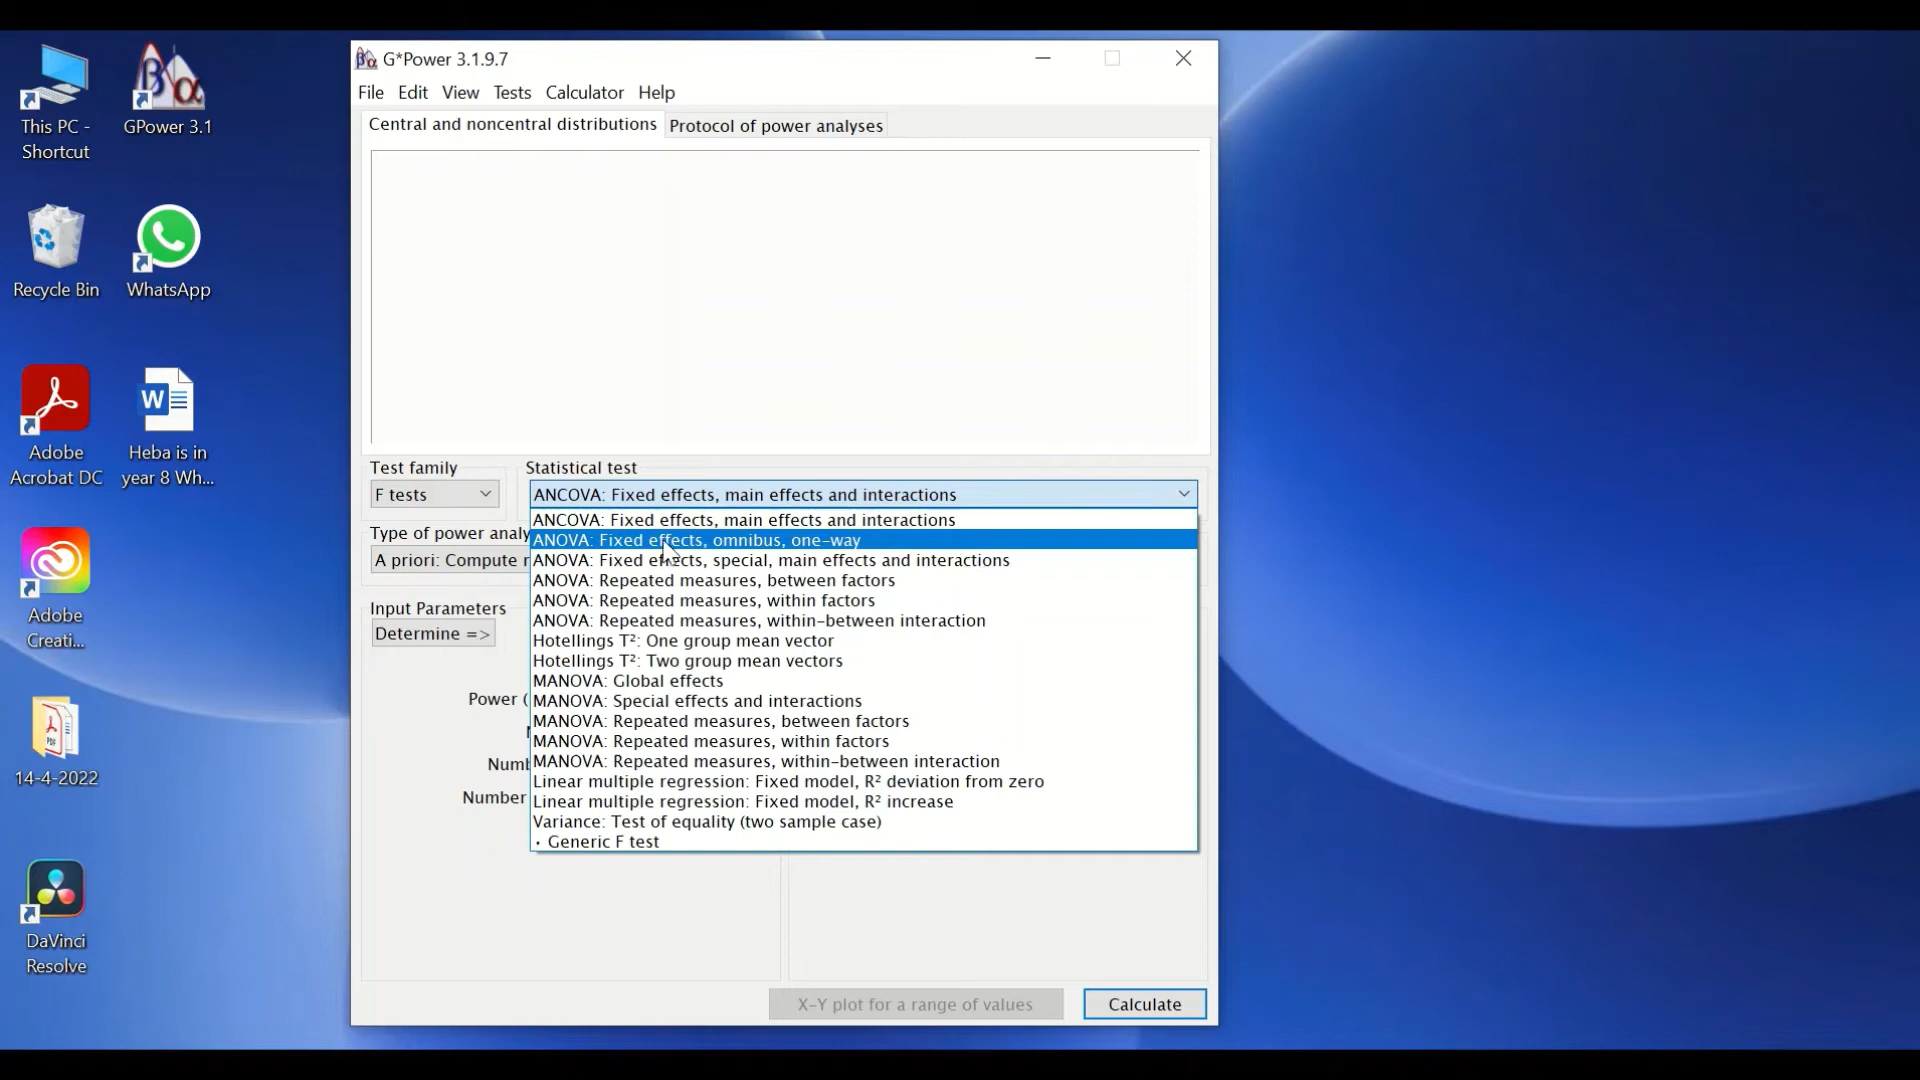 This PC -
Shortcut
GPower 3.1
Recycle Bin
WhatsApp
Adobe
Acrobat DC
Heba is in
year 8 Wh...
Adobe
Creati...
14-4-2022
DaVinci
Resolve
G*Power 3.1.9.7
File Edit View Tests Calculator Help
Central and noncentral distributions
Protocol of power analyses
Test family
Statistical test
F tests
ANCOVA: Fixed effects, main effects and interactions
ANCOVA: Fixed effects, main effects and interactions
ANOVA: Fixed effects, omnibus, one-way
ANOVA: Fixed effects, special, main effects and interactions
ANOVA: Repeated measures, between factors
ANOVA: Repeated measures, within factors
ANOVA: Repeated measures, within-between interaction
Hotellings T²: One group mean vector
Hotellings T²: Two group mean vectors
MANOVA: Global effects
MANOVA: Special effects and interactions
MANOVA: Repeated measures, between factors
MANOVA: Repeated measures, within factors
MANOVA: Repeated measures, within-between interaction
Linear multiple regression: Fixed model, R² deviation from zero
Linear multiple regression: Fixed model, R² increase
Variance: Test of equality (two sample case)
• Generic F test
Type of power analy
A priori: Compute r
Input Parameters
Determine =>
Power (
Numb
Number
X-Y plot for a range of values
Calculate